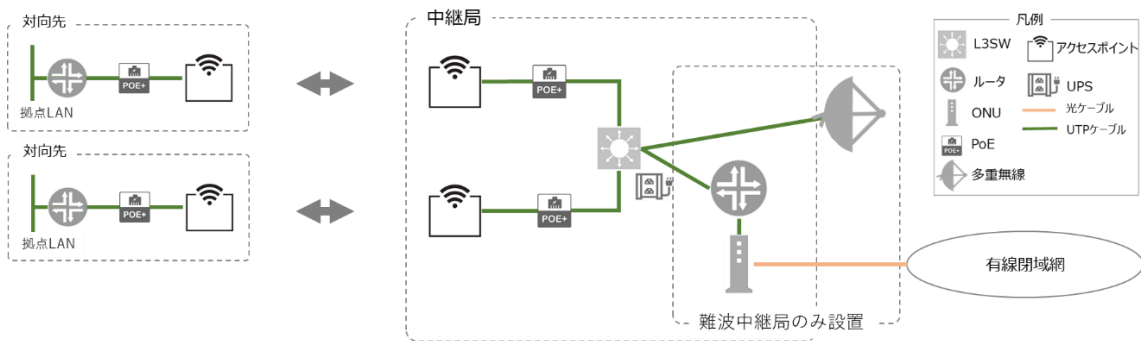 対向先
拠点LAN
POE+
対向先
拠点LAN
POE+
中継局
POE+
POE+
難波中継局のみ設置
有線閉域網
凡例
L3SW
アクセスポイント
ルータ
UPS
ONU
光ケーブル
POE+
PoE
UTPケーブル
多重無線